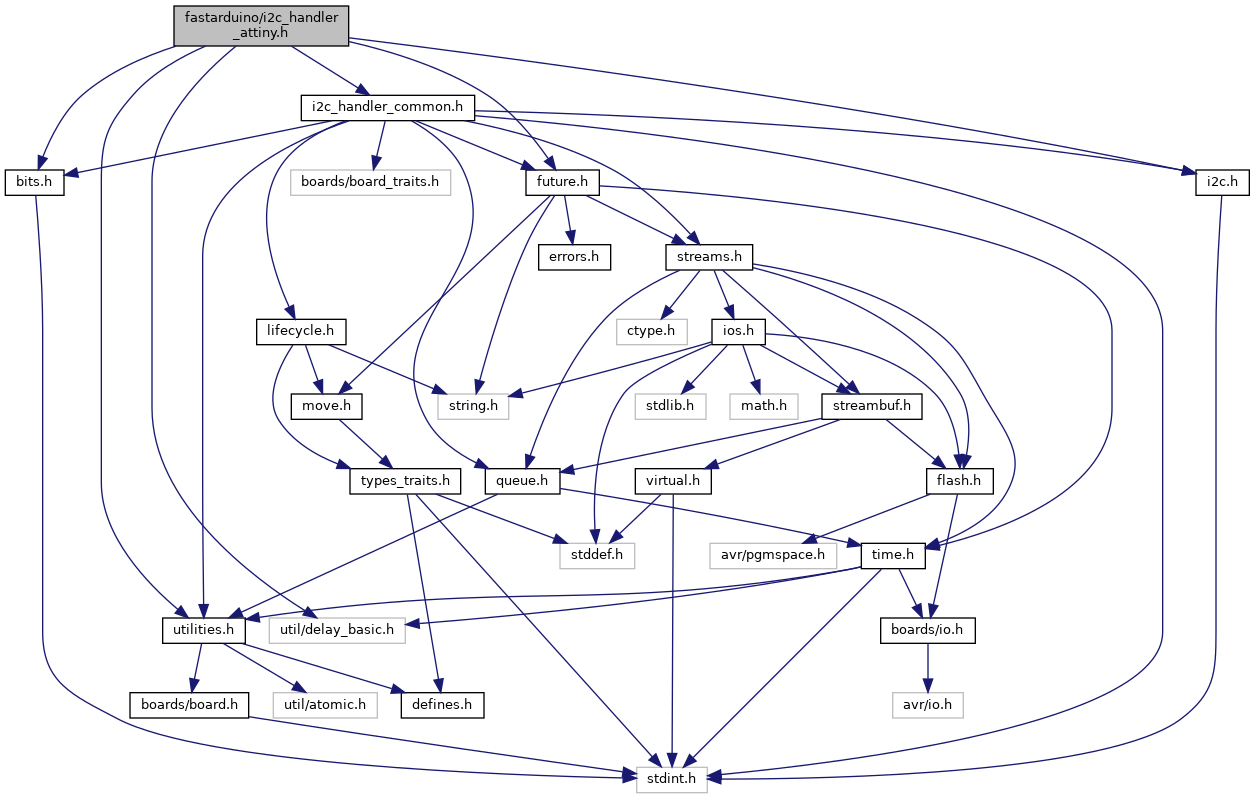 fastarduino/i2c_handler
_attiny.h
i2c_handler_common.h
bits.h
boards/board_traits.h
future.h
i2c.h
errors.h
streams.h
lifecycle.h
ctype.h
ios.h
move.h
string.h
stdlib.h
math.h
streambuf.h
types_traits.h
queue.h
virtual.h
flash.h
stddef.h
avr/pgmspace.h
time.h
utilities.h
util/delay_basic.h
boards/io.h
boards/board.h
util/atomic.h
defines.h
avr/io.h
stdint.h